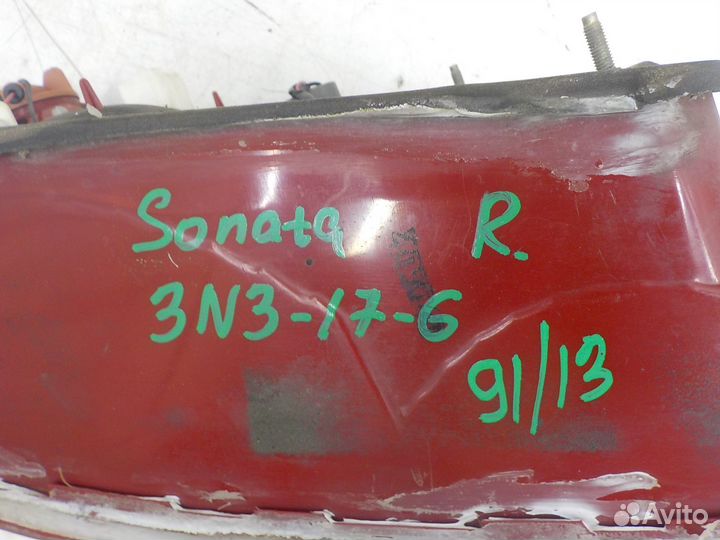 Sonata R.
3N3-17-6
91/13
Avito